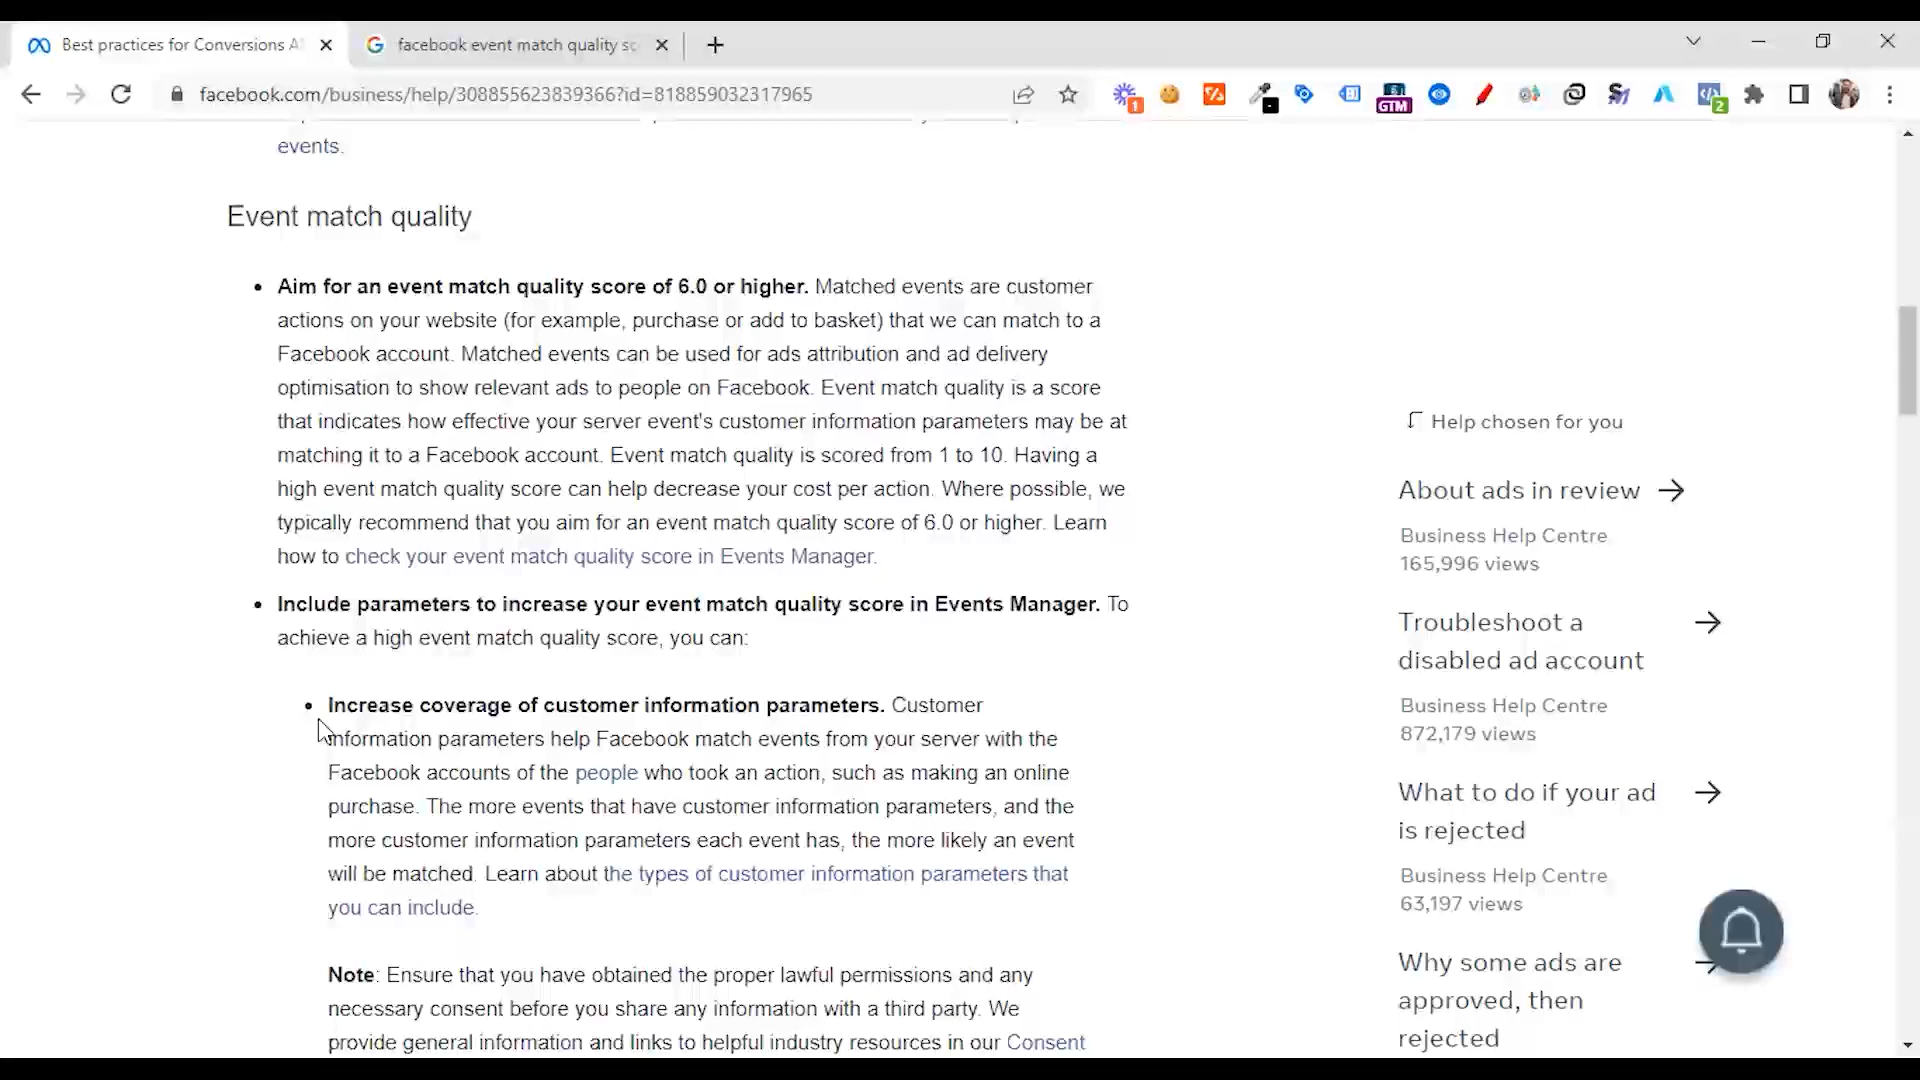 Best practices for Conversions A
facebook event match quality sc
facebook.com/business/help/308855623839366?id=818859032317965
1
GTM
2
events.
Event match quality
Aim for an event match quality score of 6.0 or higher. Matched events are customer
actions on your website (for example, purchase or add to basket) that we can match to a
Facebook account. Matched events can be used for ads attribution and ad delivery
optimisation to show relevant ads to people on Facebook. Event match quality is a score
that indicates how effective your server event's customer information parameters may be at
matching it to a Facebook account. Event match quality is scored from 1 to 10. Having a
high event match quality score can help decrease your cost per action. Where possible, we
typically recommend that you aim for an event match quality score of 6.0 or higher. Learn
how to check your event match quality score in Events Manager.
Include parameters to increase your event match quality score in Events Manager. To
achieve a high event match quality score, you can:
Increase coverage of customer information parameters. Customer
information parameters help Facebook match events from your server with the
Facebook accounts of the people who took an action, such as making an online
purchase. The more events that have customer information parameters, and the
more customer information parameters each event has, the more likely an event
will be matched. Learn about the types of customer information parameters that
you can include.
Note: Ensure that you have obtained the proper lawful permissions and any
necessary consent before you share any information with a third party. We
provide general information and links to helpful industry resources in our Consent
Help chosen for you
About ads in review
Business Help Centre
165,996 views
Troubleshoot a
disabled ad account
Business Help Centre
872,179 views
What to do if your ad
is rejected
Business Help Centre
63,197 views
Why some ads are
approved, then
rejected